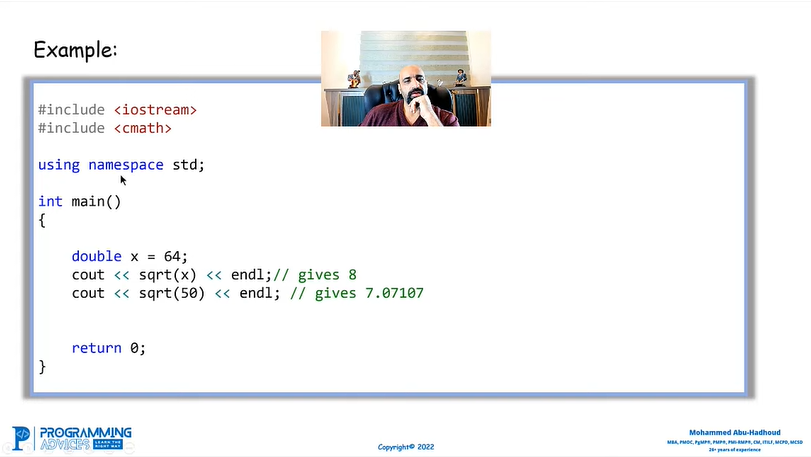 Example:
#include <iostream>
#include <cmath>
using namespace std;
int main()
{
double x = 64;
cout << sqrt(x) << endl;// gives 8
cout << sqrt(50) << endl; // gives 7.07107
return 0;
}
PROGRAMMING
ADVICES LEARN THE RIGHT WAY
Copyright© 2022
Mohammed Abu-Hadhoud
MBA, PMOC, PgMP®, PMP®, PMI-RMP®, CM, ITILF, MCPD, MCSD
26+ years of experience